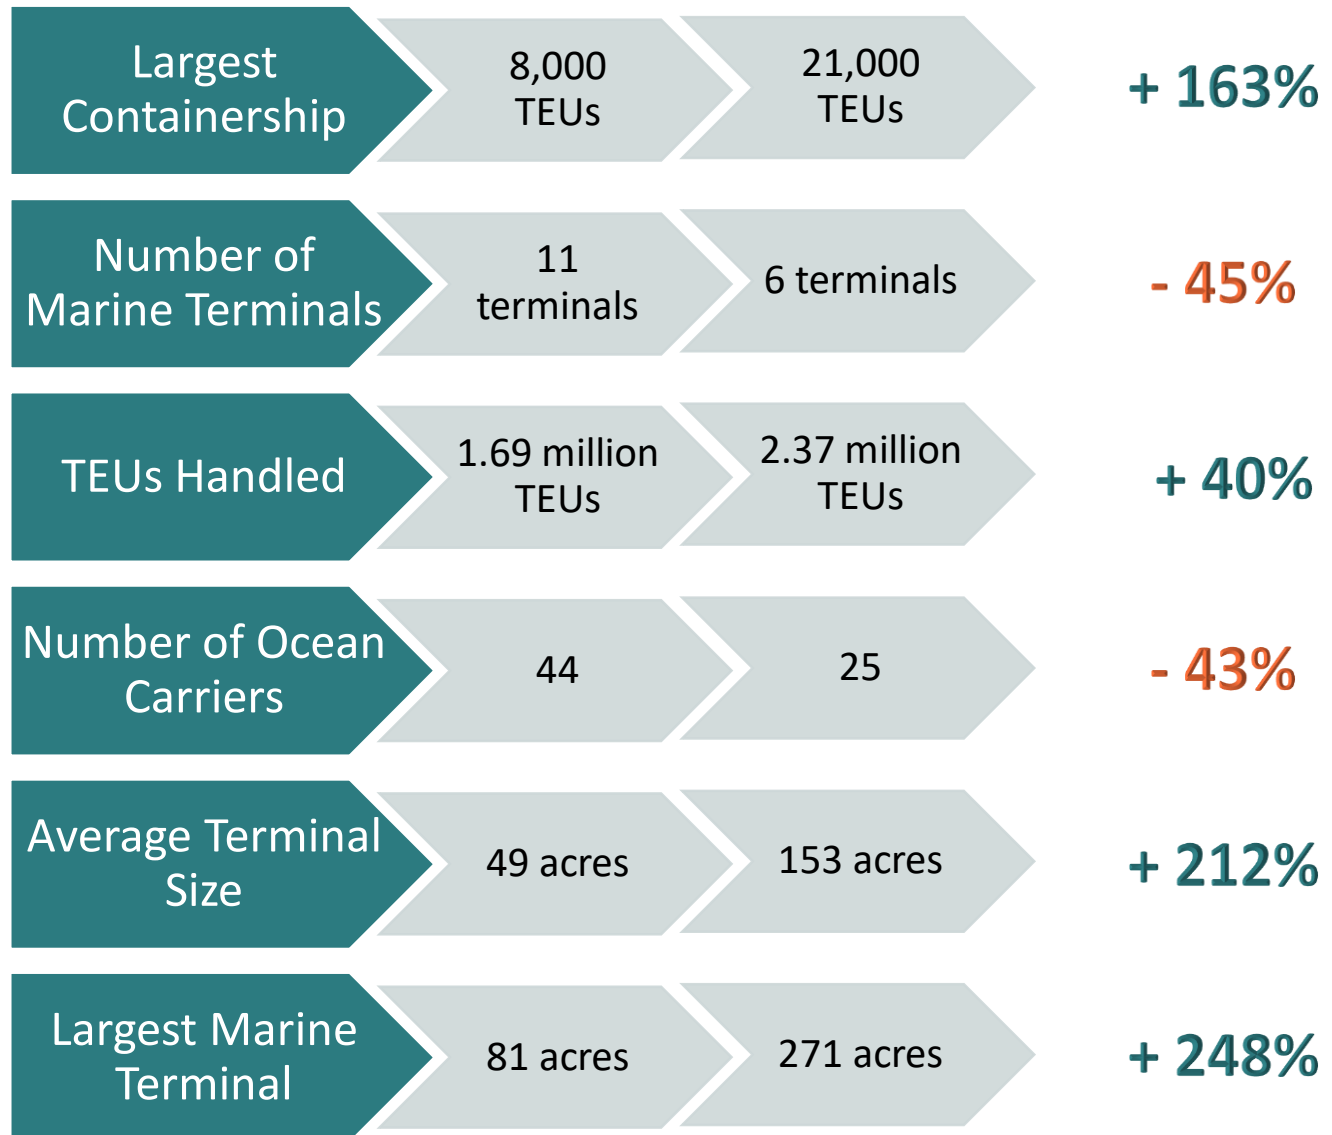 Largest
Containership
8,000
TEUs
21,000
TEUs
+ 163%
Number of
Marine Terminals
11
terminals
6 terminals
- 45%
TEUs Handled
1.69 million
TEUs
2.37 million
TEUs
+ 40%
Number of Ocean
Carriers
44
25
- 43%
Average Terminal
Size
49 acres
153 acres
+ 212%
Largest Marine
Terminal
81 acres
271 acres
+ 248%